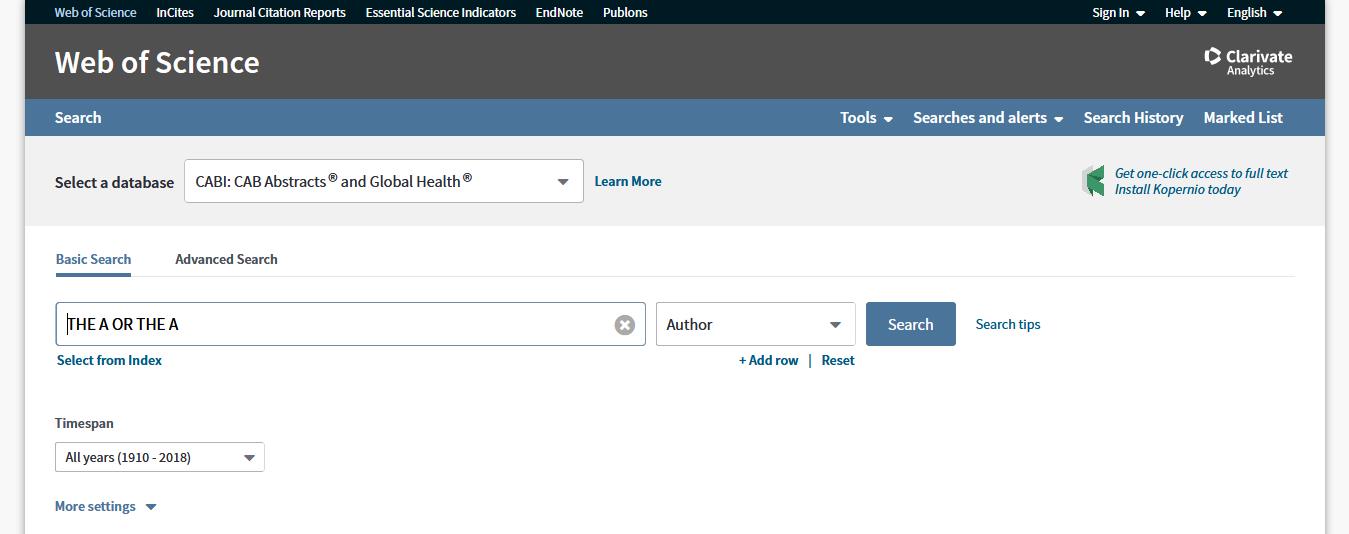 Web of Science InCites Journal Citation Reports Essential Science Indicators EndNote Publons Sign In Help English
Web of Science
Clarivate
Analytics
Search Tools Searches and alerts Search History Marked List
Select a database CABI: CAB Abstracts® and Global Health® Learn More
Get one-click access to full text
Install Kopernio today
Basic Search Advanced Search
THE A OR THE A Author Search Search tips
Select from Index + Add row | Reset
Timespan
All years (1910 - 2018)
More settings